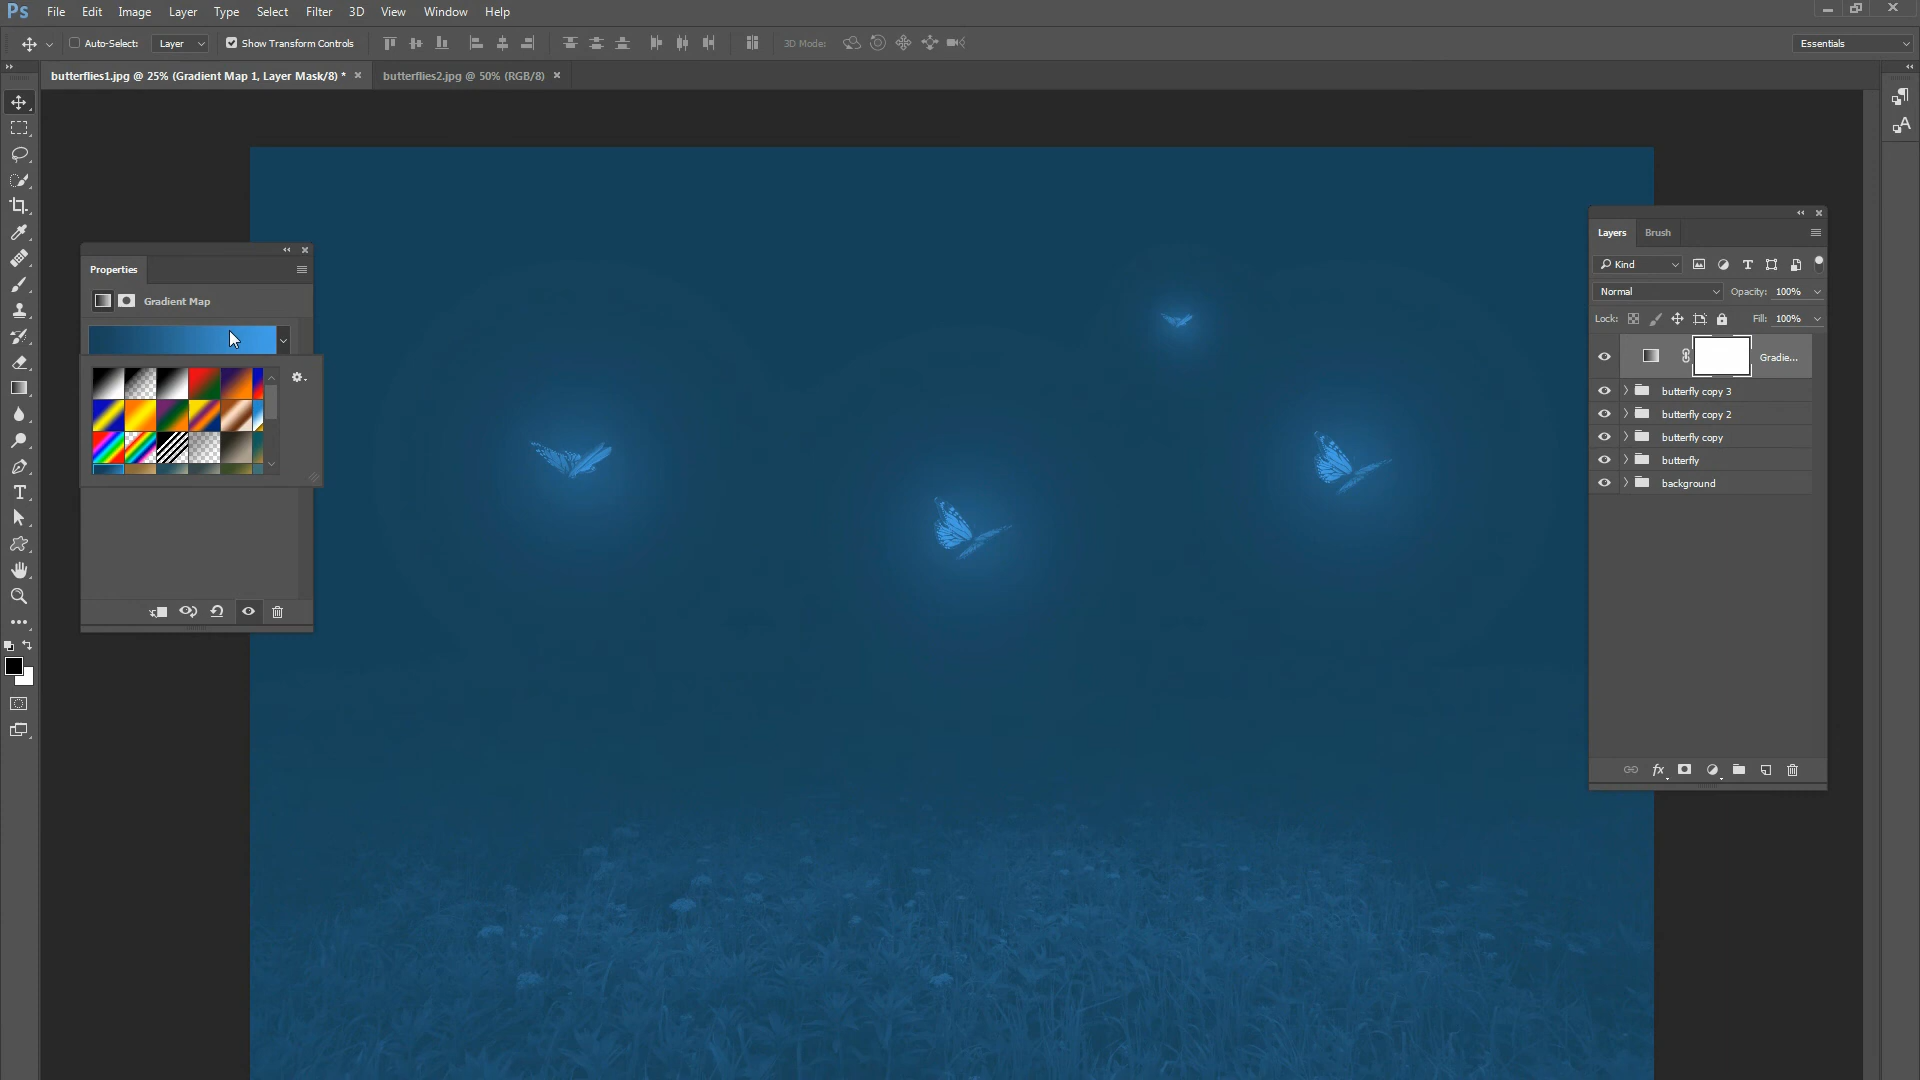 Ps File Edit Image Layer Type Select Filter 3D View Window Help
Auto-Select: Layer Show Transform Controls 3D Mode: Essentials
butterflies1.jpg @ 25% (Gradient Map 1, Layer Mask/8) * butterflies2.jpg @ 50% (RGB/8)
Properties
Gradient Map
Layers Brush
Kind
Normal Opacity: 100%
Lock: Fill: 100%
Gradie...
butterfly copy 3
butterfly copy 2
butterfly copy
butterfly
background
fx